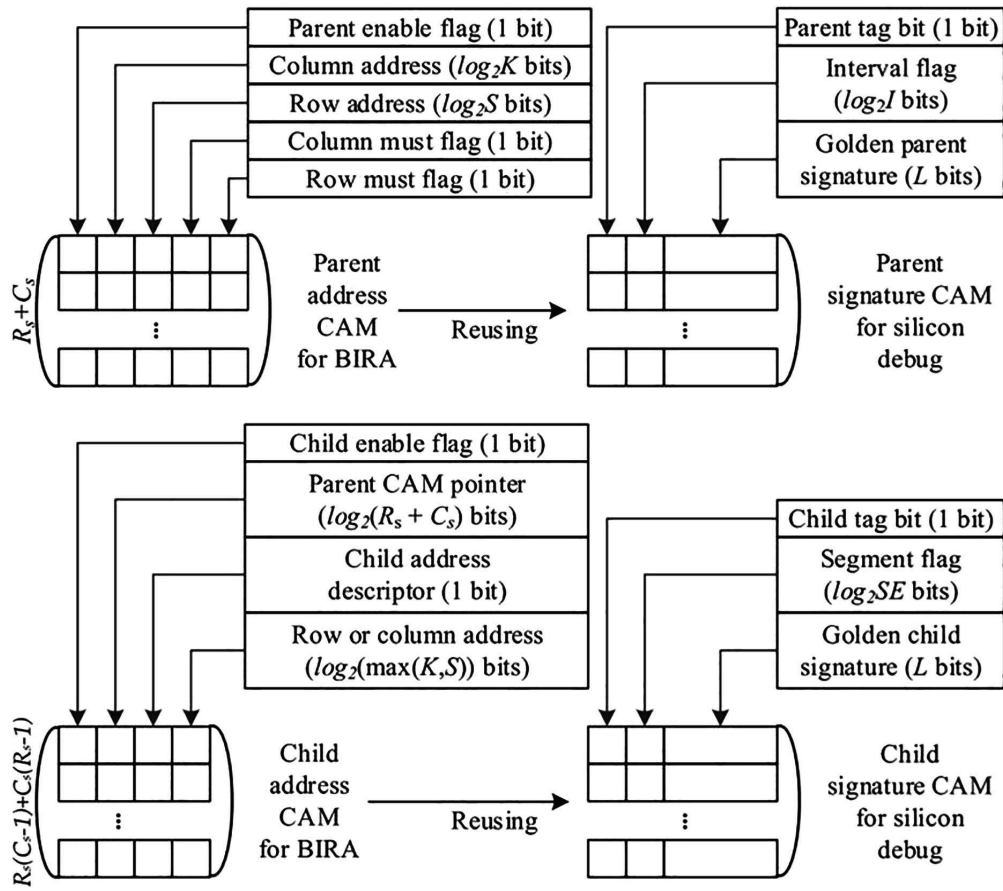 Parent enable flag (1 bit)
Column address (log₂K bits)
Row address (log₂S bits)
Column must flag (1 bit)
Row must flag (1 bit)
Parent tag bit (1 bit)
Interval flag
(log₂I bits)
Golden parent
signature (L bits)
Rₛ+Cₛ
...
Parent
address
CAM
for BIRA
Reusing
...
Parent
signature CAM
for silicon
debug
Child enable flag (1 bit)
Parent CAM pointer
(log₂(Rₛ + Cₛ) bits)
Child address
descriptor (1 bit)
Row or column address
(log₂(max(K,S)) bits)
Child tag bit (1 bit)
Segment flag
(log₂SE bits)
Golden child
signature (L bits)
Rₛ(Cₛ-1)+Cₛ(Rₛ-1)
...
Child
address
CAM
for BIRA
Reusing
...
Child
signature CAM
for silicon
debug